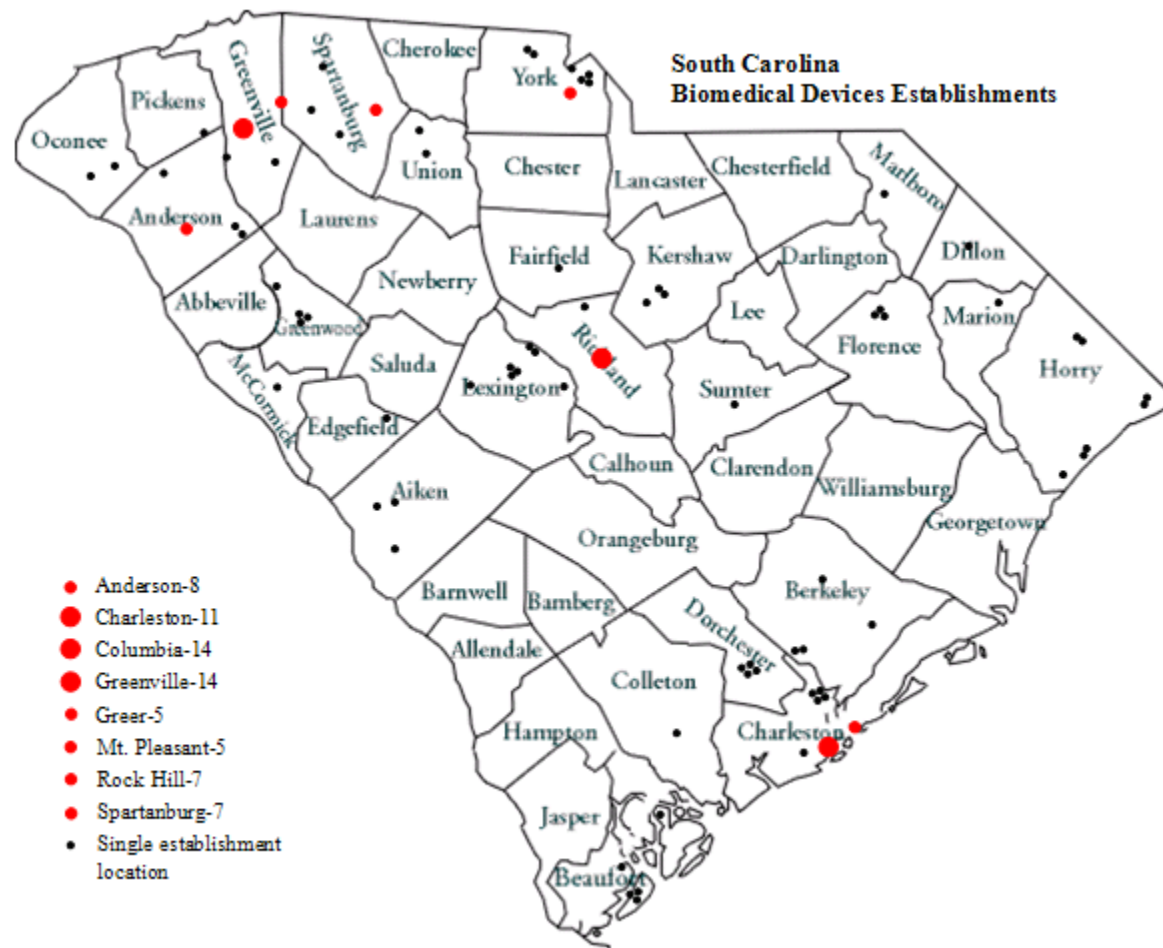 South Carolina
Biomedical Devices Establishments
Cherokee
York
Greenville
Spartanburg
Pickens
Oconee
Union
Chester
Lancaster
Chesterfield
Marlboro
Anderson
Laurens
Fairfield
Kershaw
Darlington
Dillon
Newberry
Abbeville
Greenwood
Lee
Marion
Florence
Saluda
Richland
Horry
McCormick
Lexington
Sumter
Edgefield
Calhoun
Clarendon
Aiken
Williamsburg
Georgetown
Orangeburg
Barnwell
Bamberg
Berkeley
Dorchester
Allendale
Colleton
Hampton
Charleston
Jasper
Beaufort
Anderson-8
Charleston-11
Columbia-14
Greenville-14
Greer-5
Mt. Pleasant-5
Rock Hill-7
Spartanburg-7
Single establishment
location